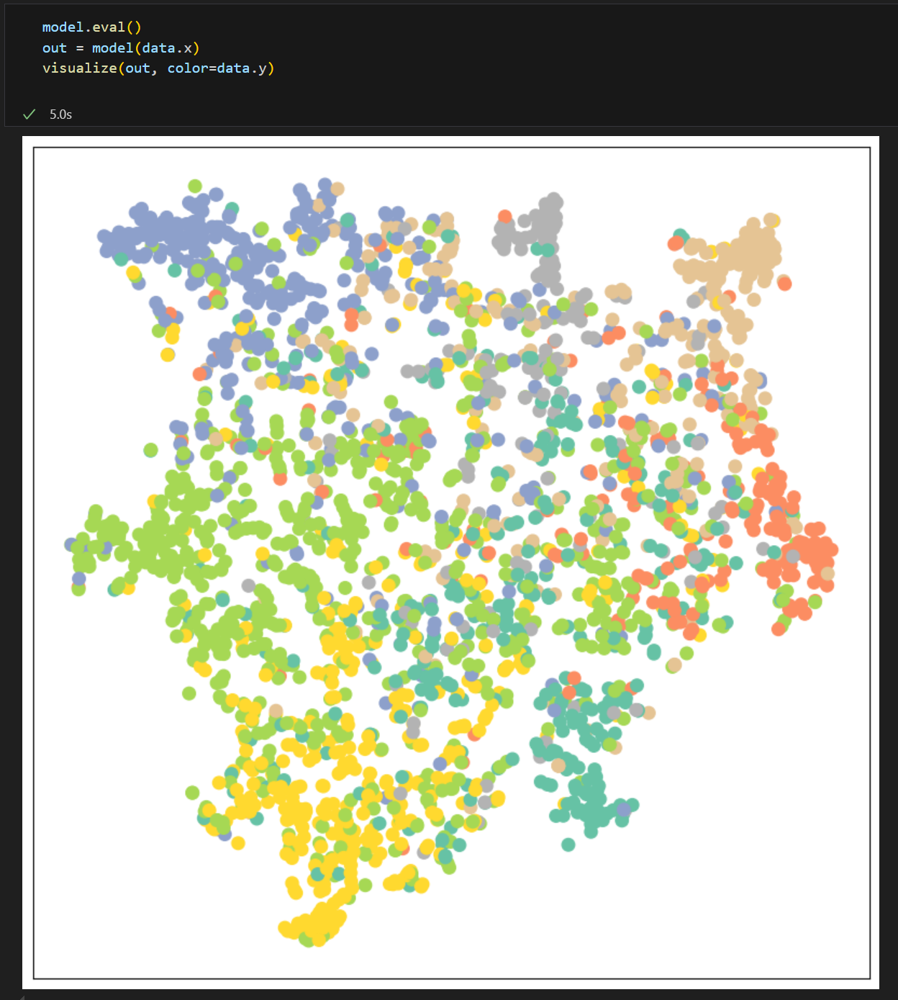 model.eval()
out = model(data.x)
visualize(out, color=data.y)
5.0s